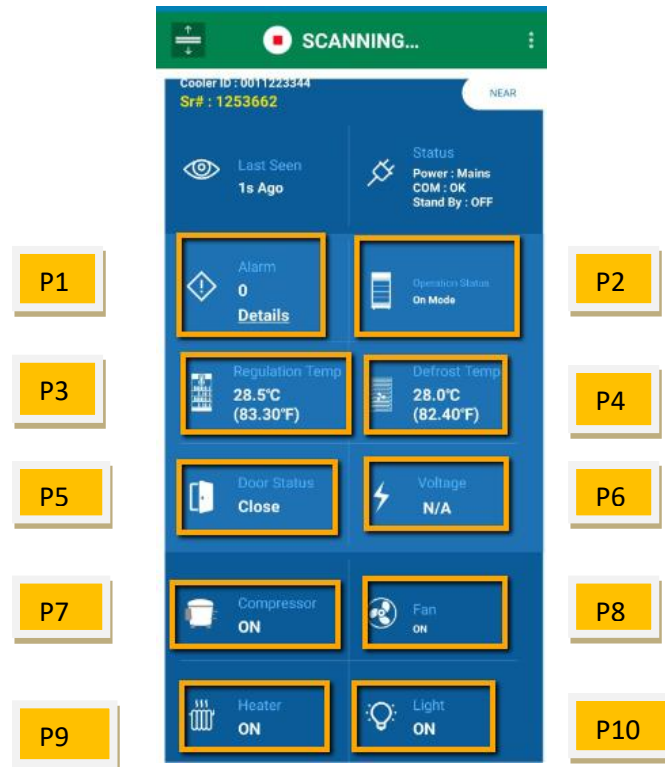 SCANNING...
Cooler ID : 0011223344
Sr# : 1253662
NEAR
Last Seen
1s Ago
Status
Power : Mains
COM : OK
Stand By : OFF
P1
Alarm
0
Details
Operation Status
On Mode
P2
P3
Regulation Temp
28.5°C
(83.30°F)
Defrost Temp
28.0°C
(82.40°F)
P4
P5
Door Status
Close
Voltage
N/A
P6
P7
Compressor
ON
Fan
ON
P8
P9
Heater
ON
Light
ON
P10